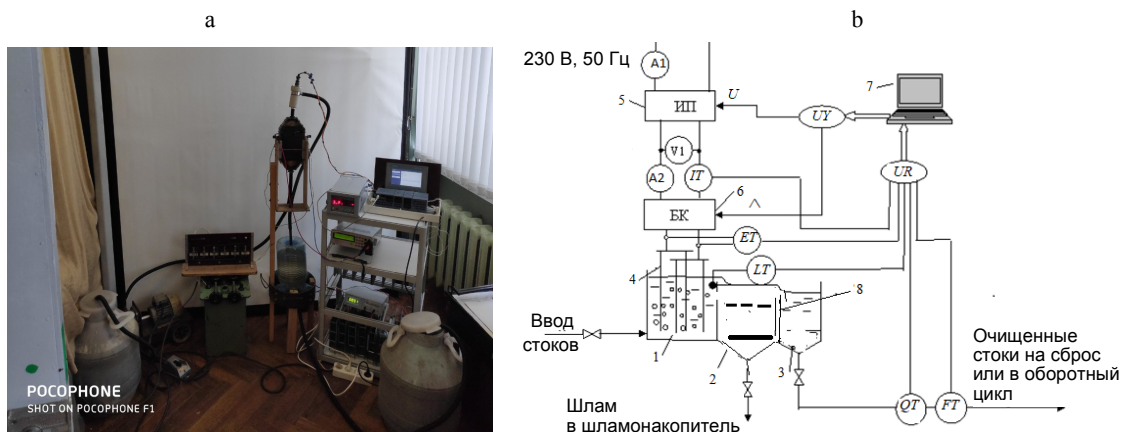 a
b
POCOPHONE
SHOT ON POCOPHONE F1
230 В, 50 Гц
A1
5
ИП
U
UY
7
V1
A2
IT
UR
6
БК
ET
4
LT
8
Ввод
стоков
1
2
3
Очищенные
стоки на сброс
или в оборотный
цикл
QT
FT
Шлам
в шламонакопитель